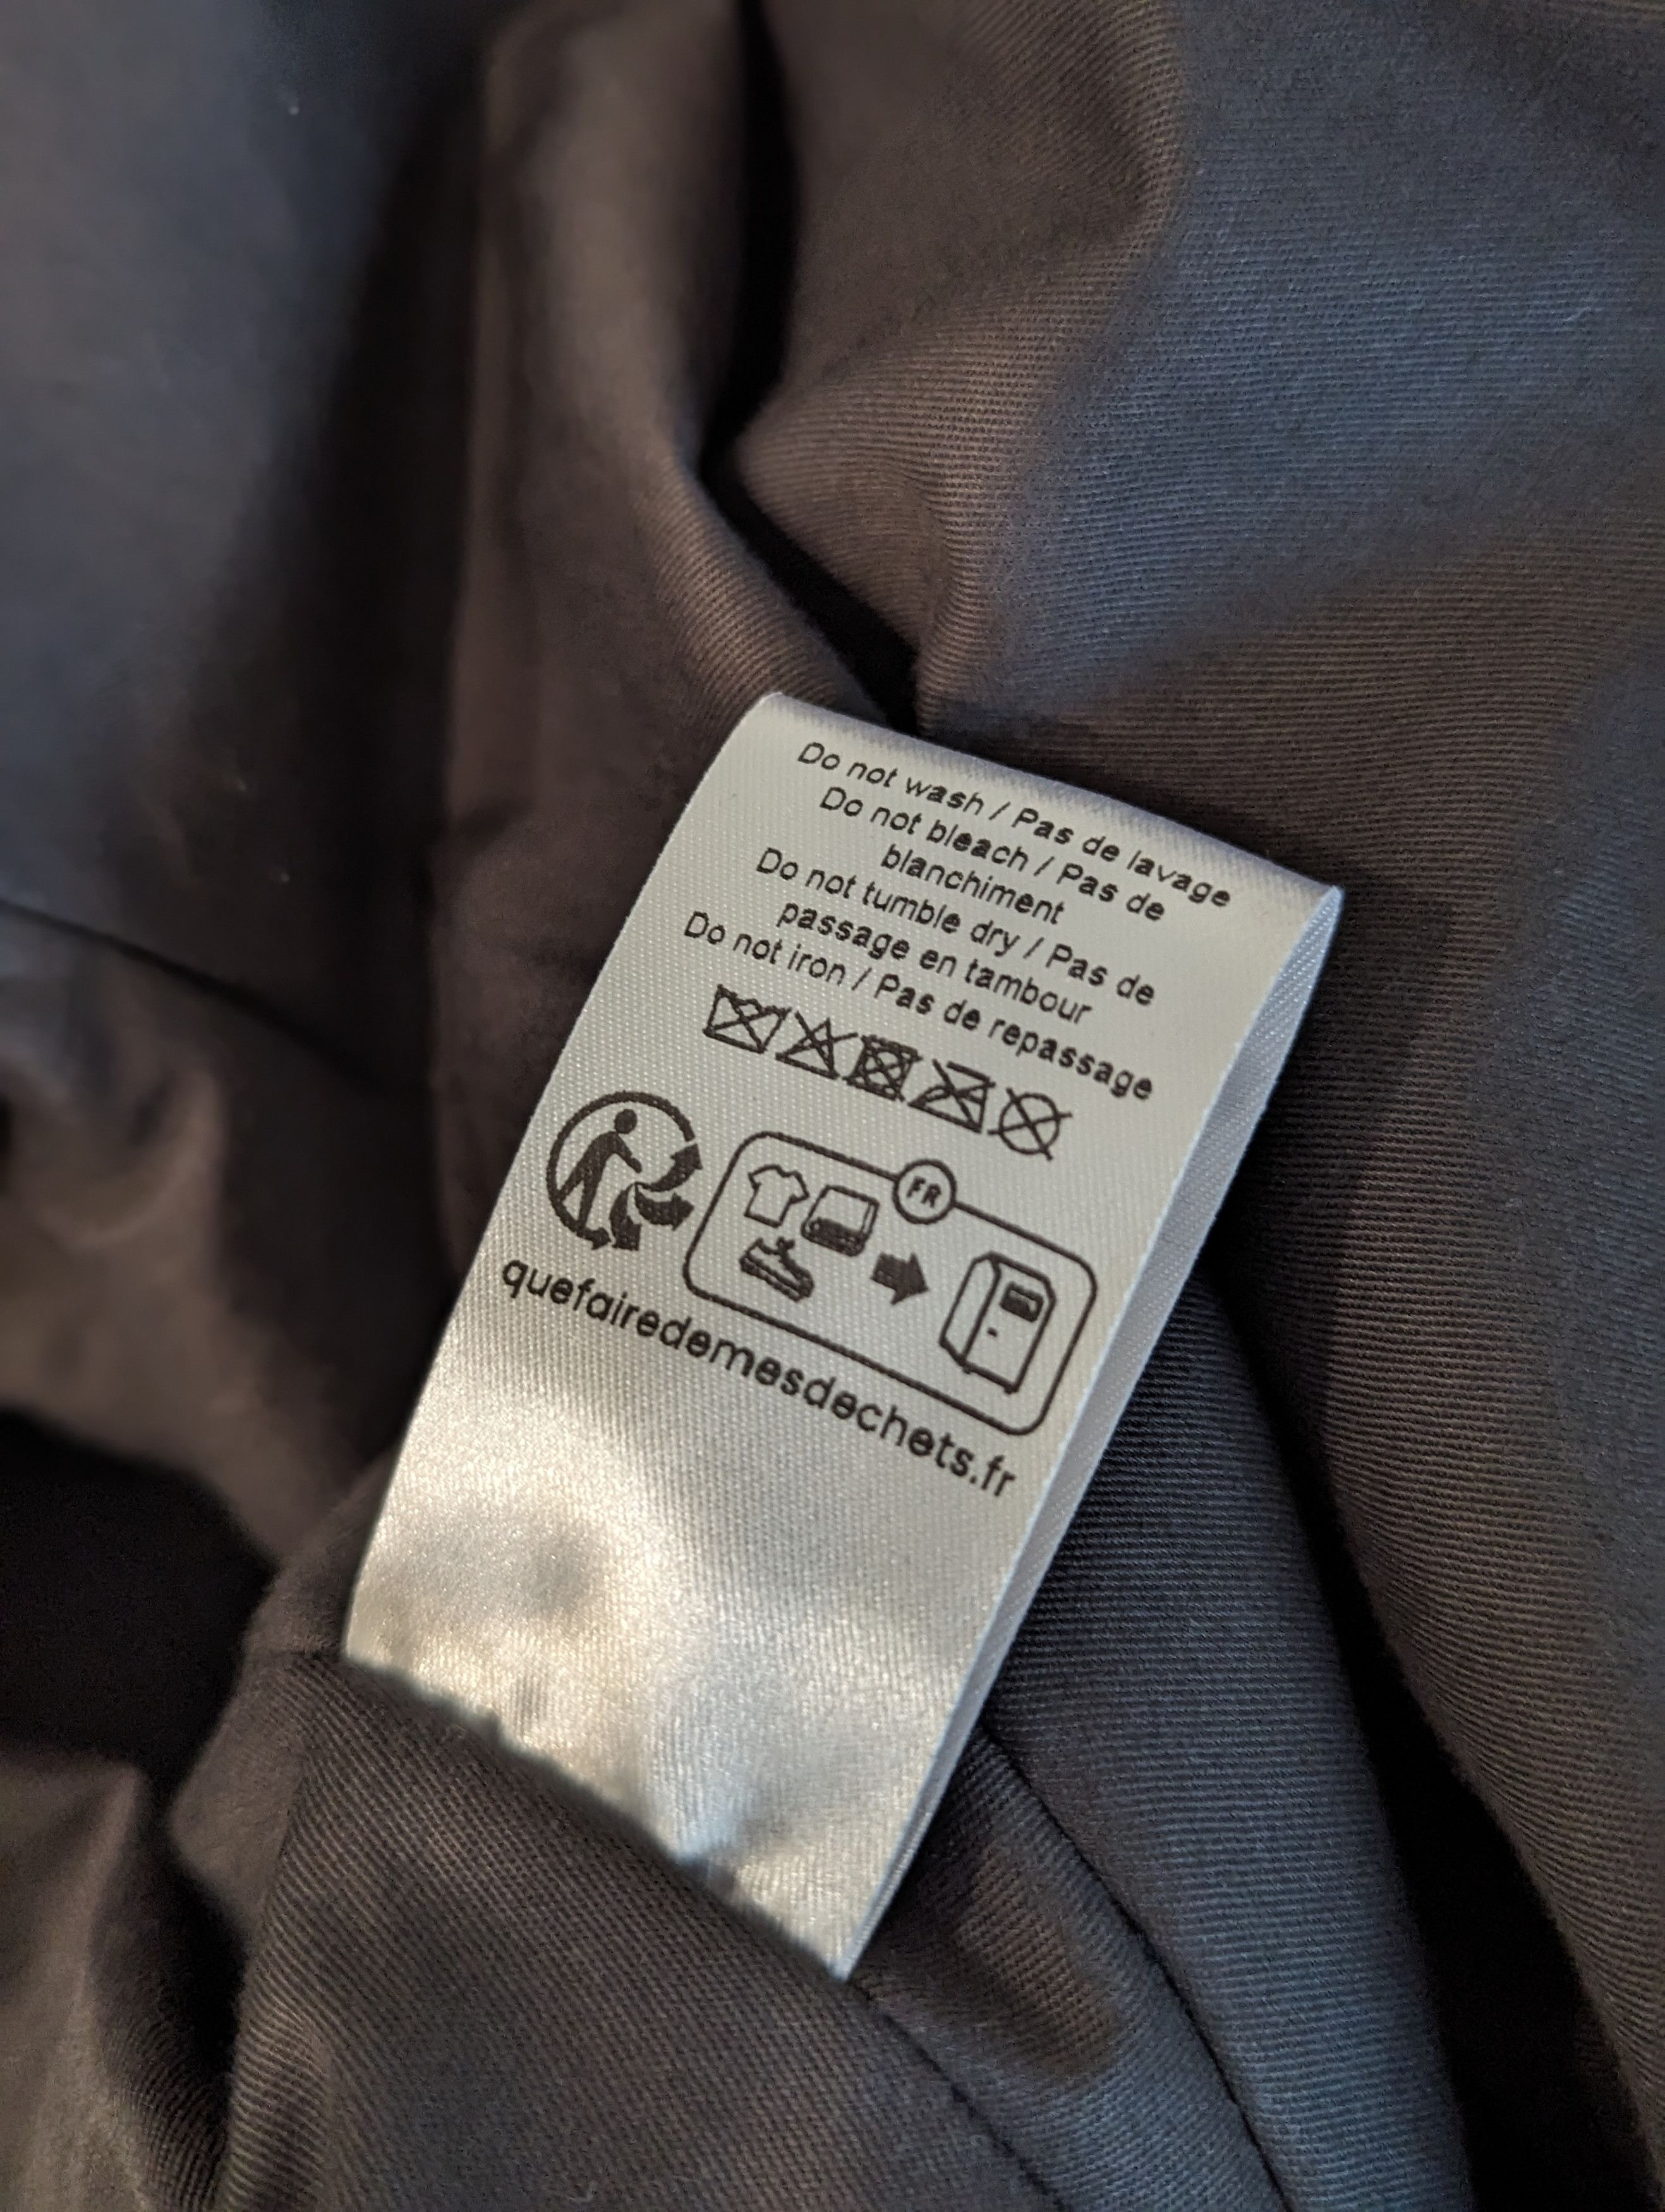 Do not wash / Pas de lavage
Do not bleach / Pas de
blanchiment
Do not tumble dry / Pas de
passage en tambour
Do not iron / Pas de repassage
FR
quefairedemesdechets.fr